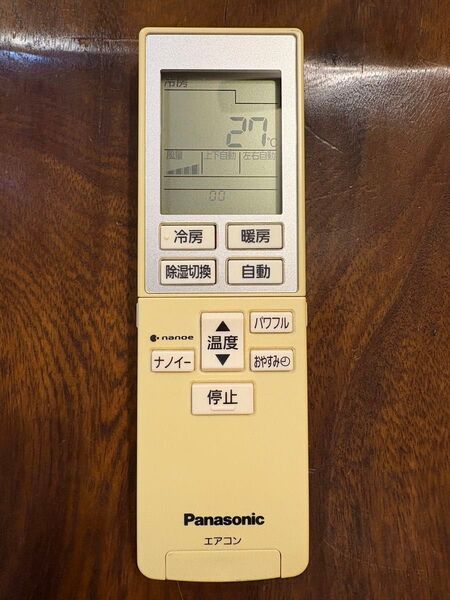 冷房
27℃
風量 上下自動 左右自動
00
冷房 暖房
除湿切換 自動
nanoe
ナノイー
温度
パワフル
おやすみ
停止
Panasonic
エアコン